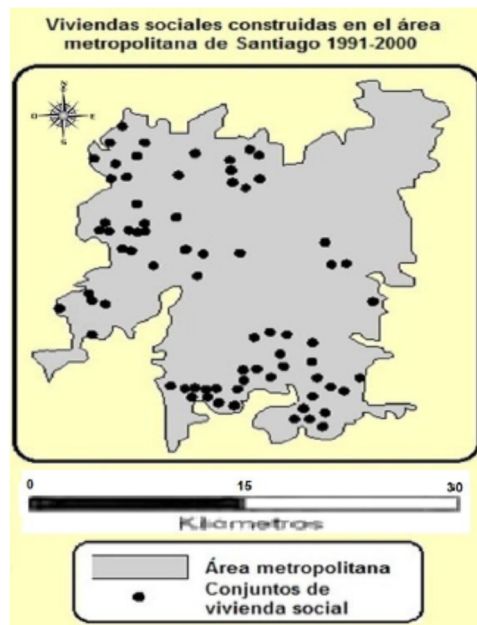 Viviendas sociales construidas en el área
metropolitana de Santiago 1991-2000
N
O E
S
0 15 30
Kilómetros
Área metropolitana
Conjuntos de
vivienda social